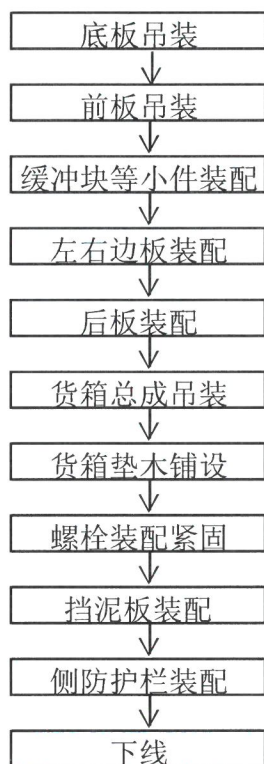 底板吊装
前板吊装
缓冲块等小件装配
左右边板装配
后板装配
货箱总成吊装
货箱垫木铺设
螺栓装配紧固
挡泥板装配
侧防护栏装配
下线